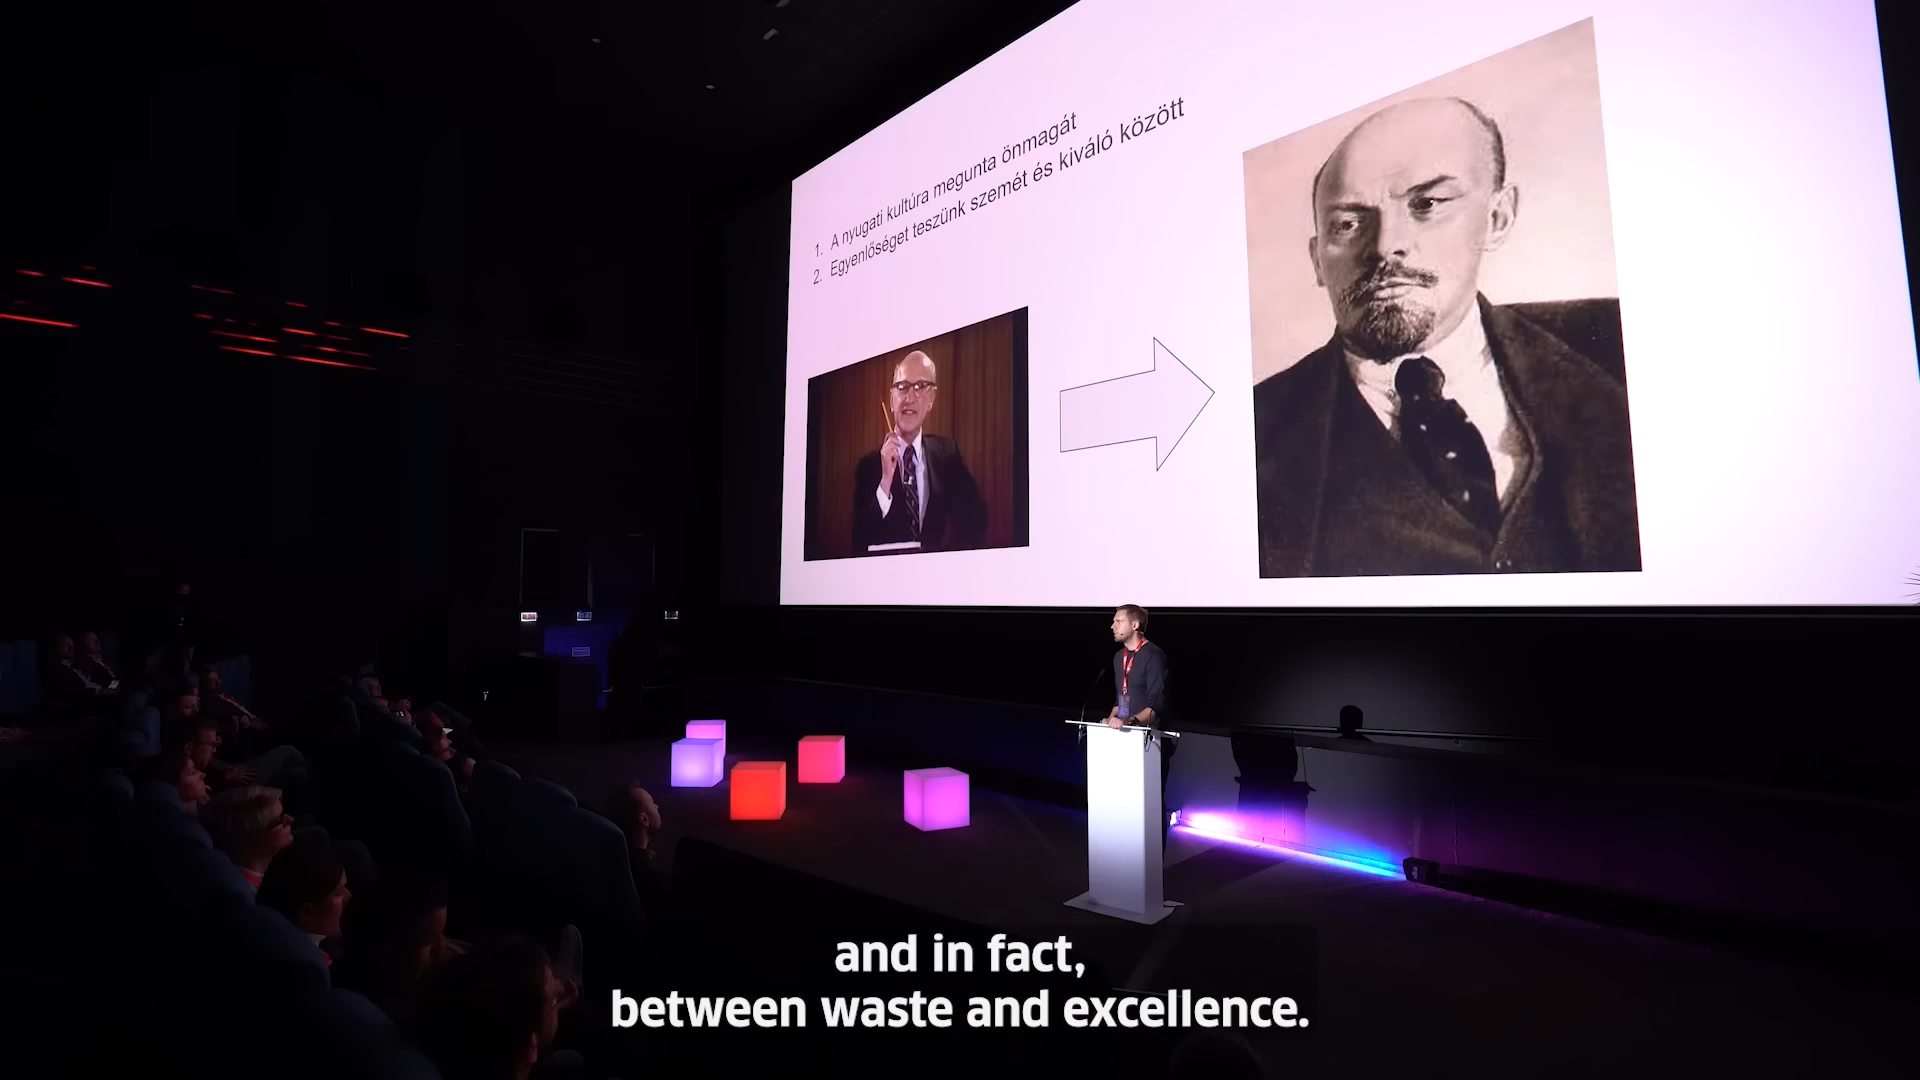 1. A nyugati kultúra megunta önmagát
2. Egyenlőséget teszünk szemét és kiváló között
and in fact,
between waste and excellence.